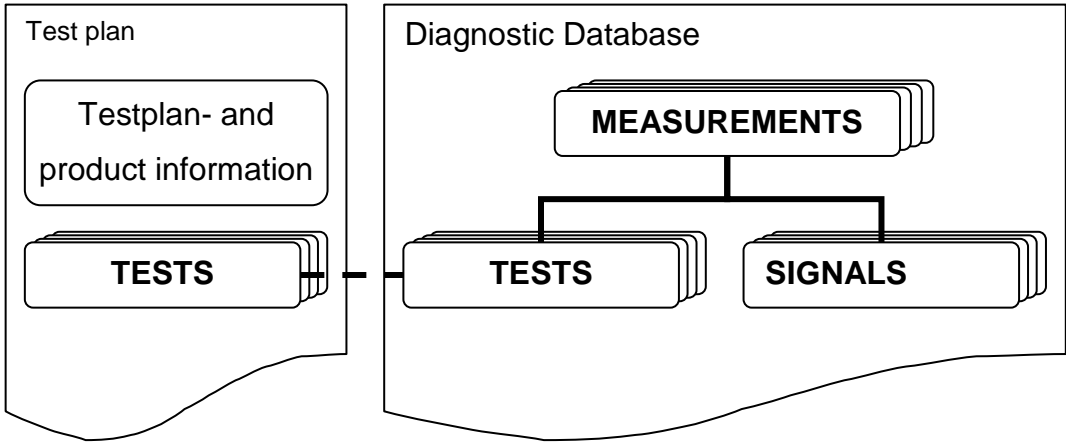 Test plan
Testplan- and
product information
TESTS
Diagnostic Database
MEASUREMENTS
TESTS
SIGNALS